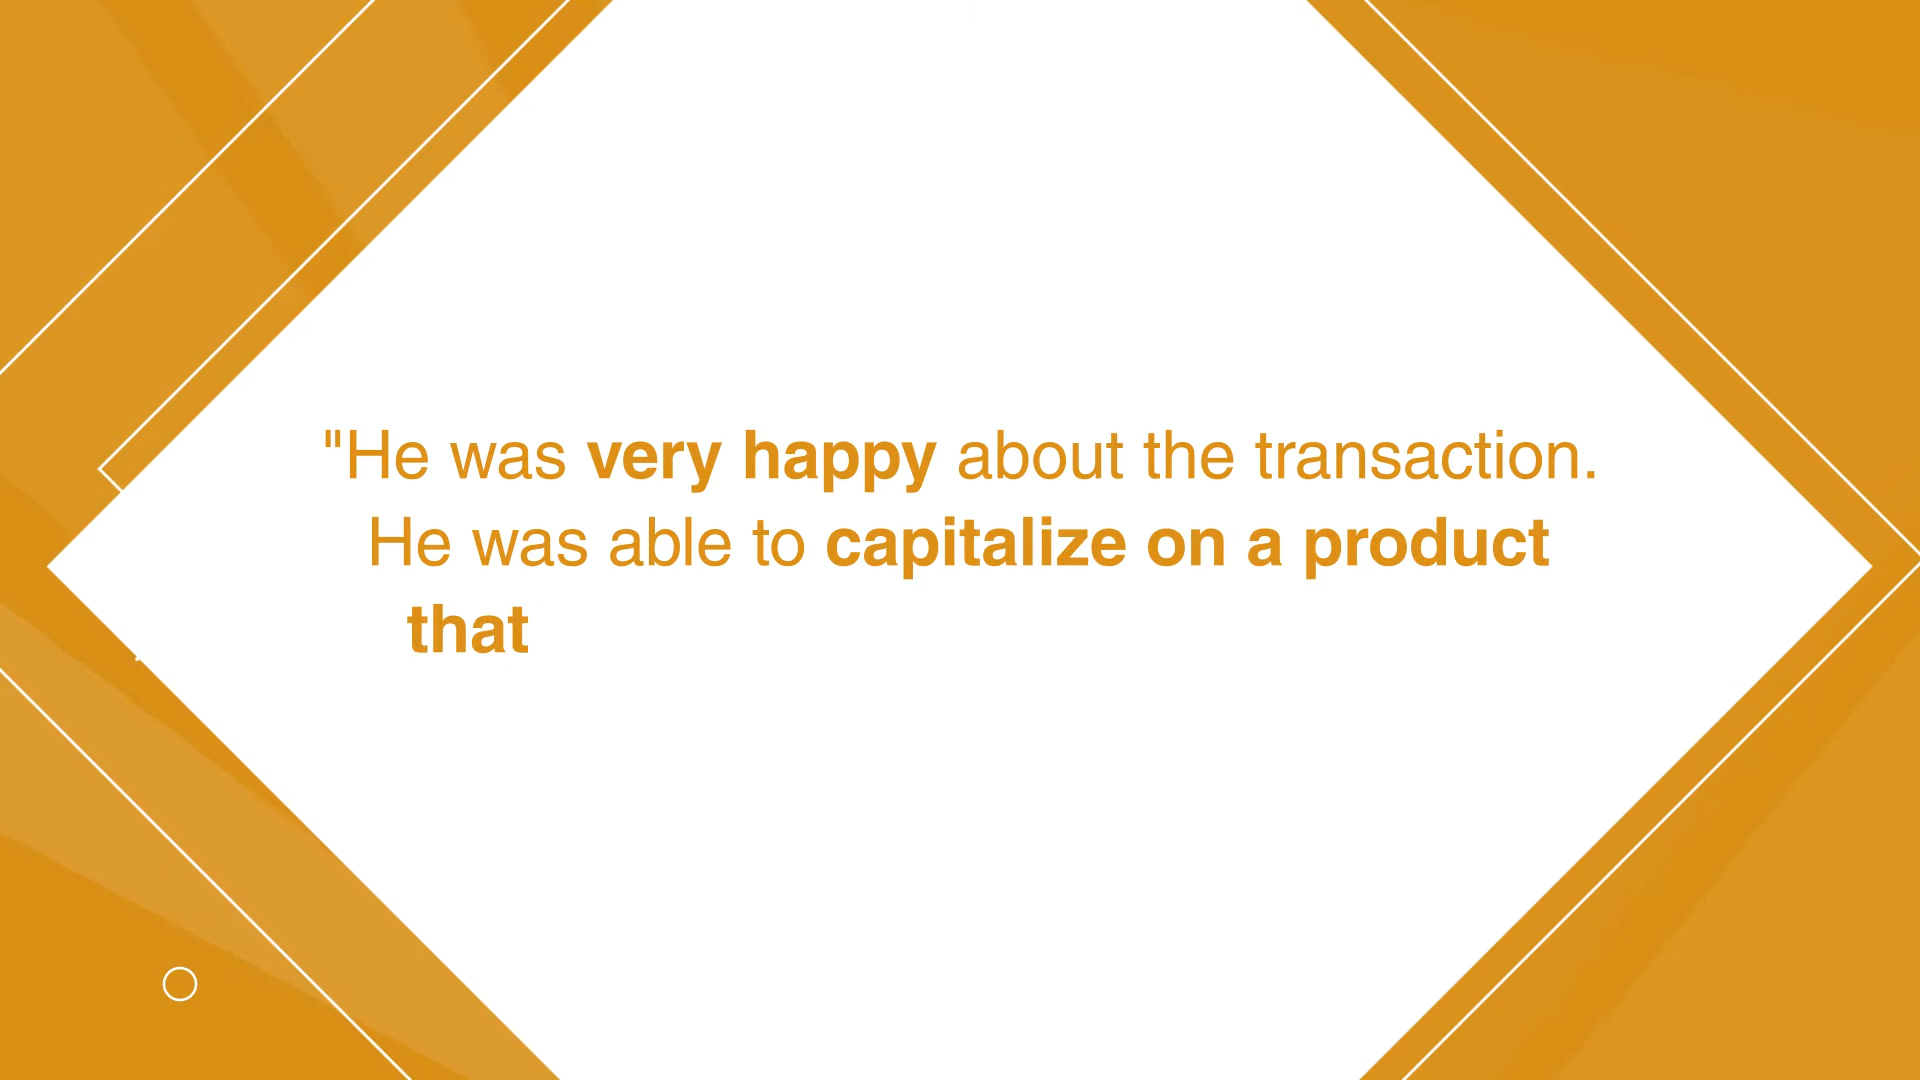 "He was very happy about the transaction.
He was able to capitalize on a product
that